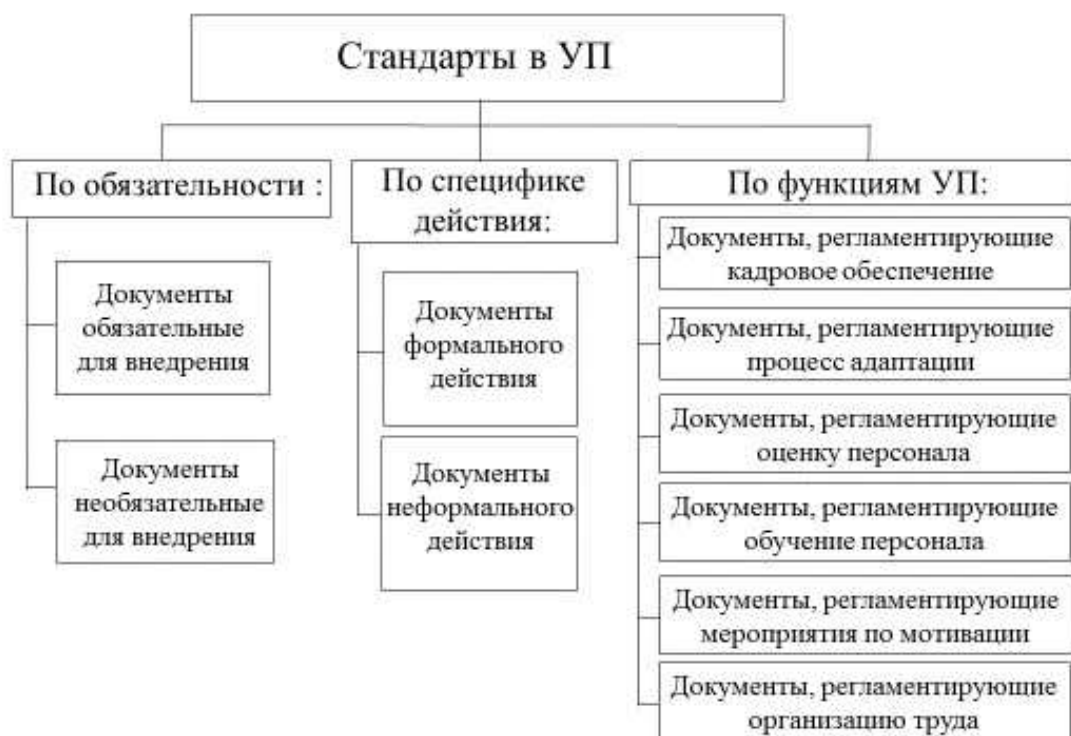 Стандарты в УП
По обязательности :
Документы
обязательные
для внедрения
Документы
необязательные
для внедрения
По специфике
действия:
Документы
формального
действия
Документы
неформального
действия
По функциям УП:
Документы, регламентирующие
кадровое обеспечение
Документы, регламентирующие
процесс адаптации
Документы, регламентирующие
оценку персонала
Документы, регламентирующие
обучение персонала
Документы, регламентирующие
мероприятия по мотивации
Документы, регламентирующие
организацию труда